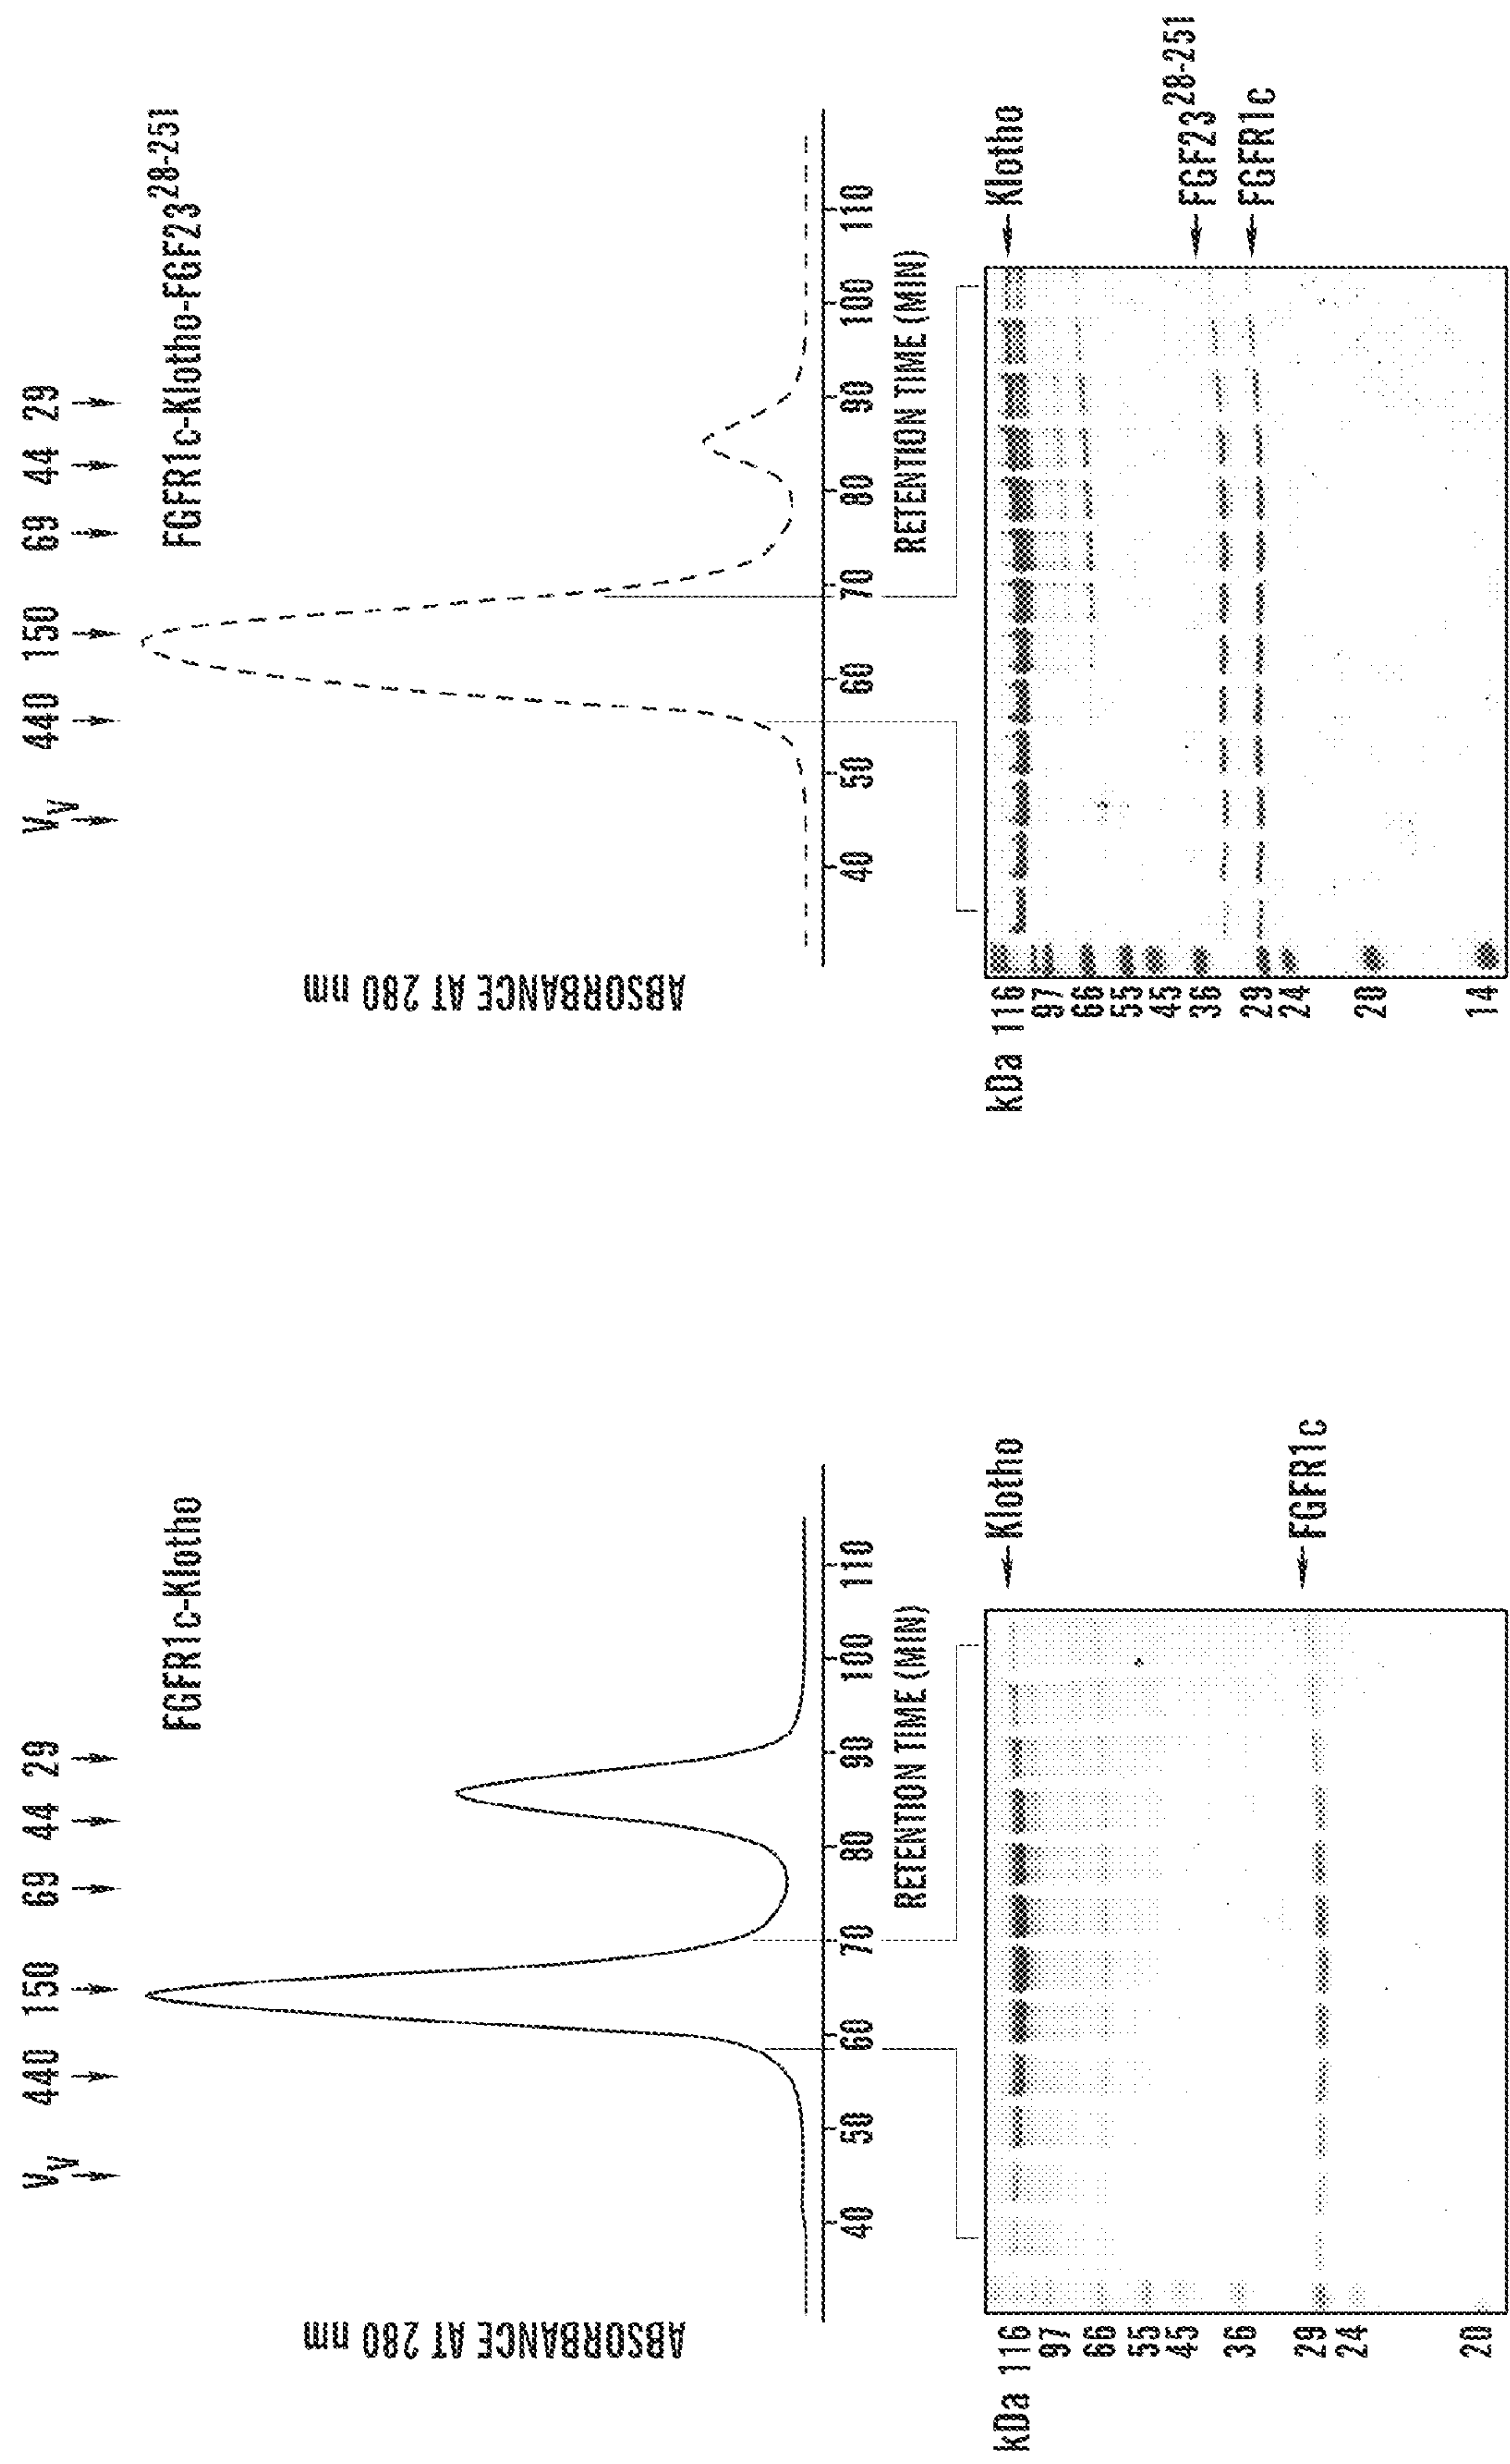 V_V 440 150 69 44 29
FGFR1c-Klotho
ABSORBANCE AT 280 nm
40 50 60 70 80 90 100 110
RETENTION TIME (MIN)
kDa 116
97
66
55
45
36
29
24
20
Klotho
FGFR1c
V_V 440 150 69 44 29
FGFR1c-Klotho-FGF23^28-251
ABSORBANCE AT 280 nm
40 50 60 70 80 90 100 110
RETENTION TIME (MIN)
kDa 116
97
66
55
45
36
29
24
20
14
Klotho
FGF23^28-251
FGFR1c